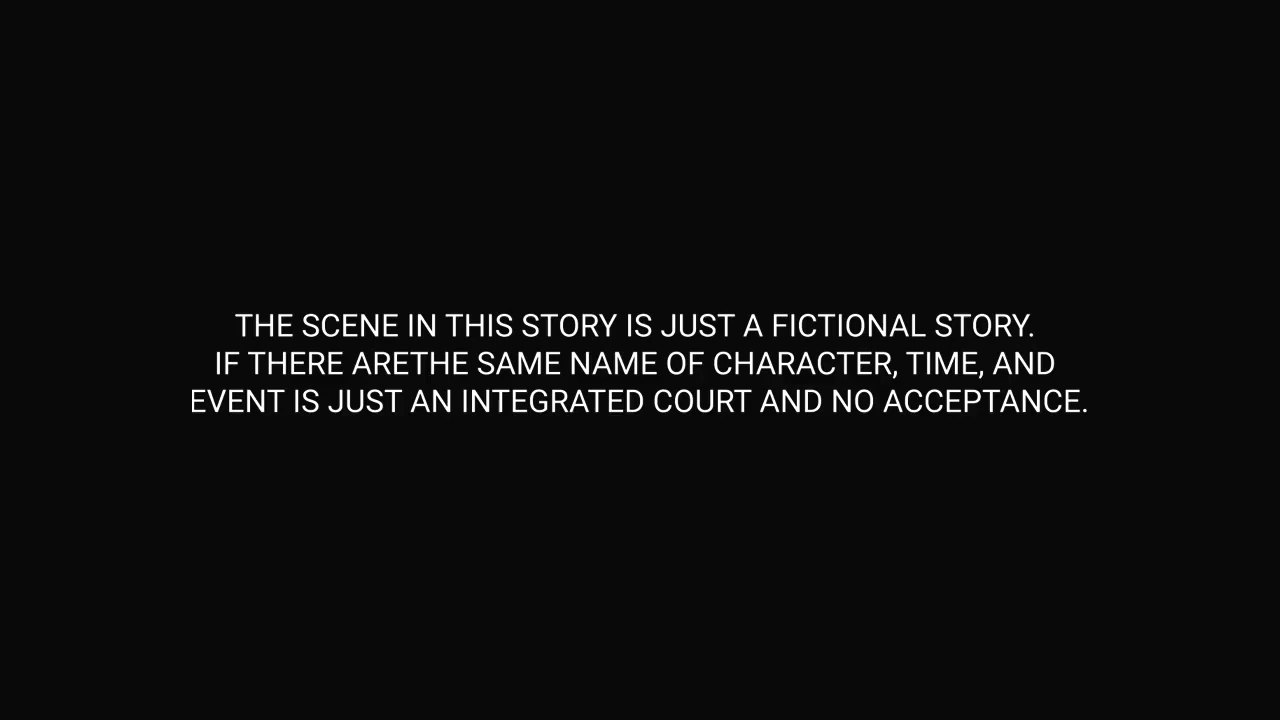 THE SCENE IN THIS STORY IS JUST A FICTIONAL STORY.
IF THERE ARETHE SAME NAME OF CHARACTER, TIME, AND
EVENT IS JUST AN INTEGRATED COURT AND NO ACCEPTANCE.